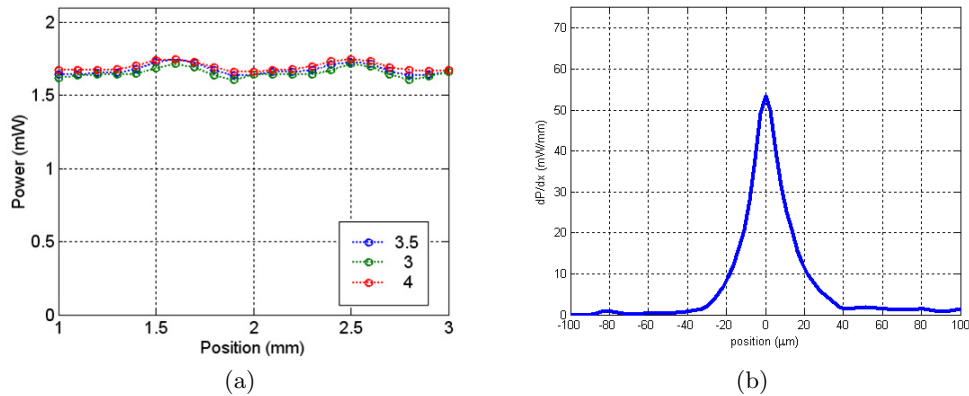 2
1.5
1
0.5
0
Power (mW)
3.5
3
4
1 1.5 2 2.5 3
Position (mm)
(a)
70
60
50
40
30
20
10
0
dP/dx (mW/mm)
-100 -80 -60 -40 -20 0 20 40 60 80 100
position (µm)
(b)